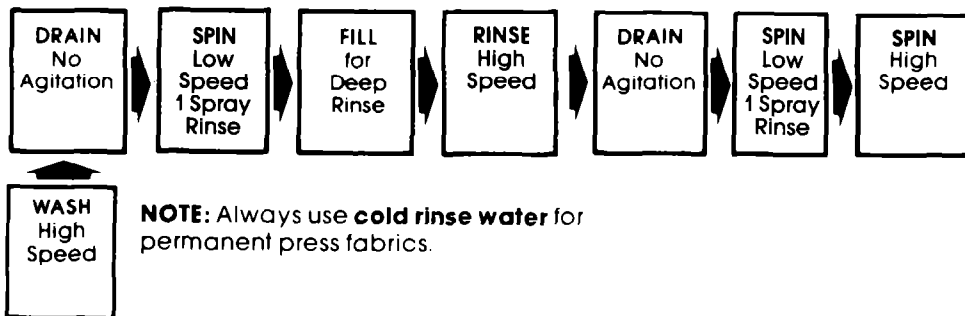 DRAIN
No
Agitation
SPIN
Low
Speed
1 Spray
Rinse
FILL
for
Deep
Rinse
RINSE
High
Speed
DRAIN
No
Agitation
SPIN
Low
Speed
1 Spray
Rinse
SPIN
High
Speed
WASH
High
Speed
NOTE: Always use cold rinse water for
permanent press fabrics.